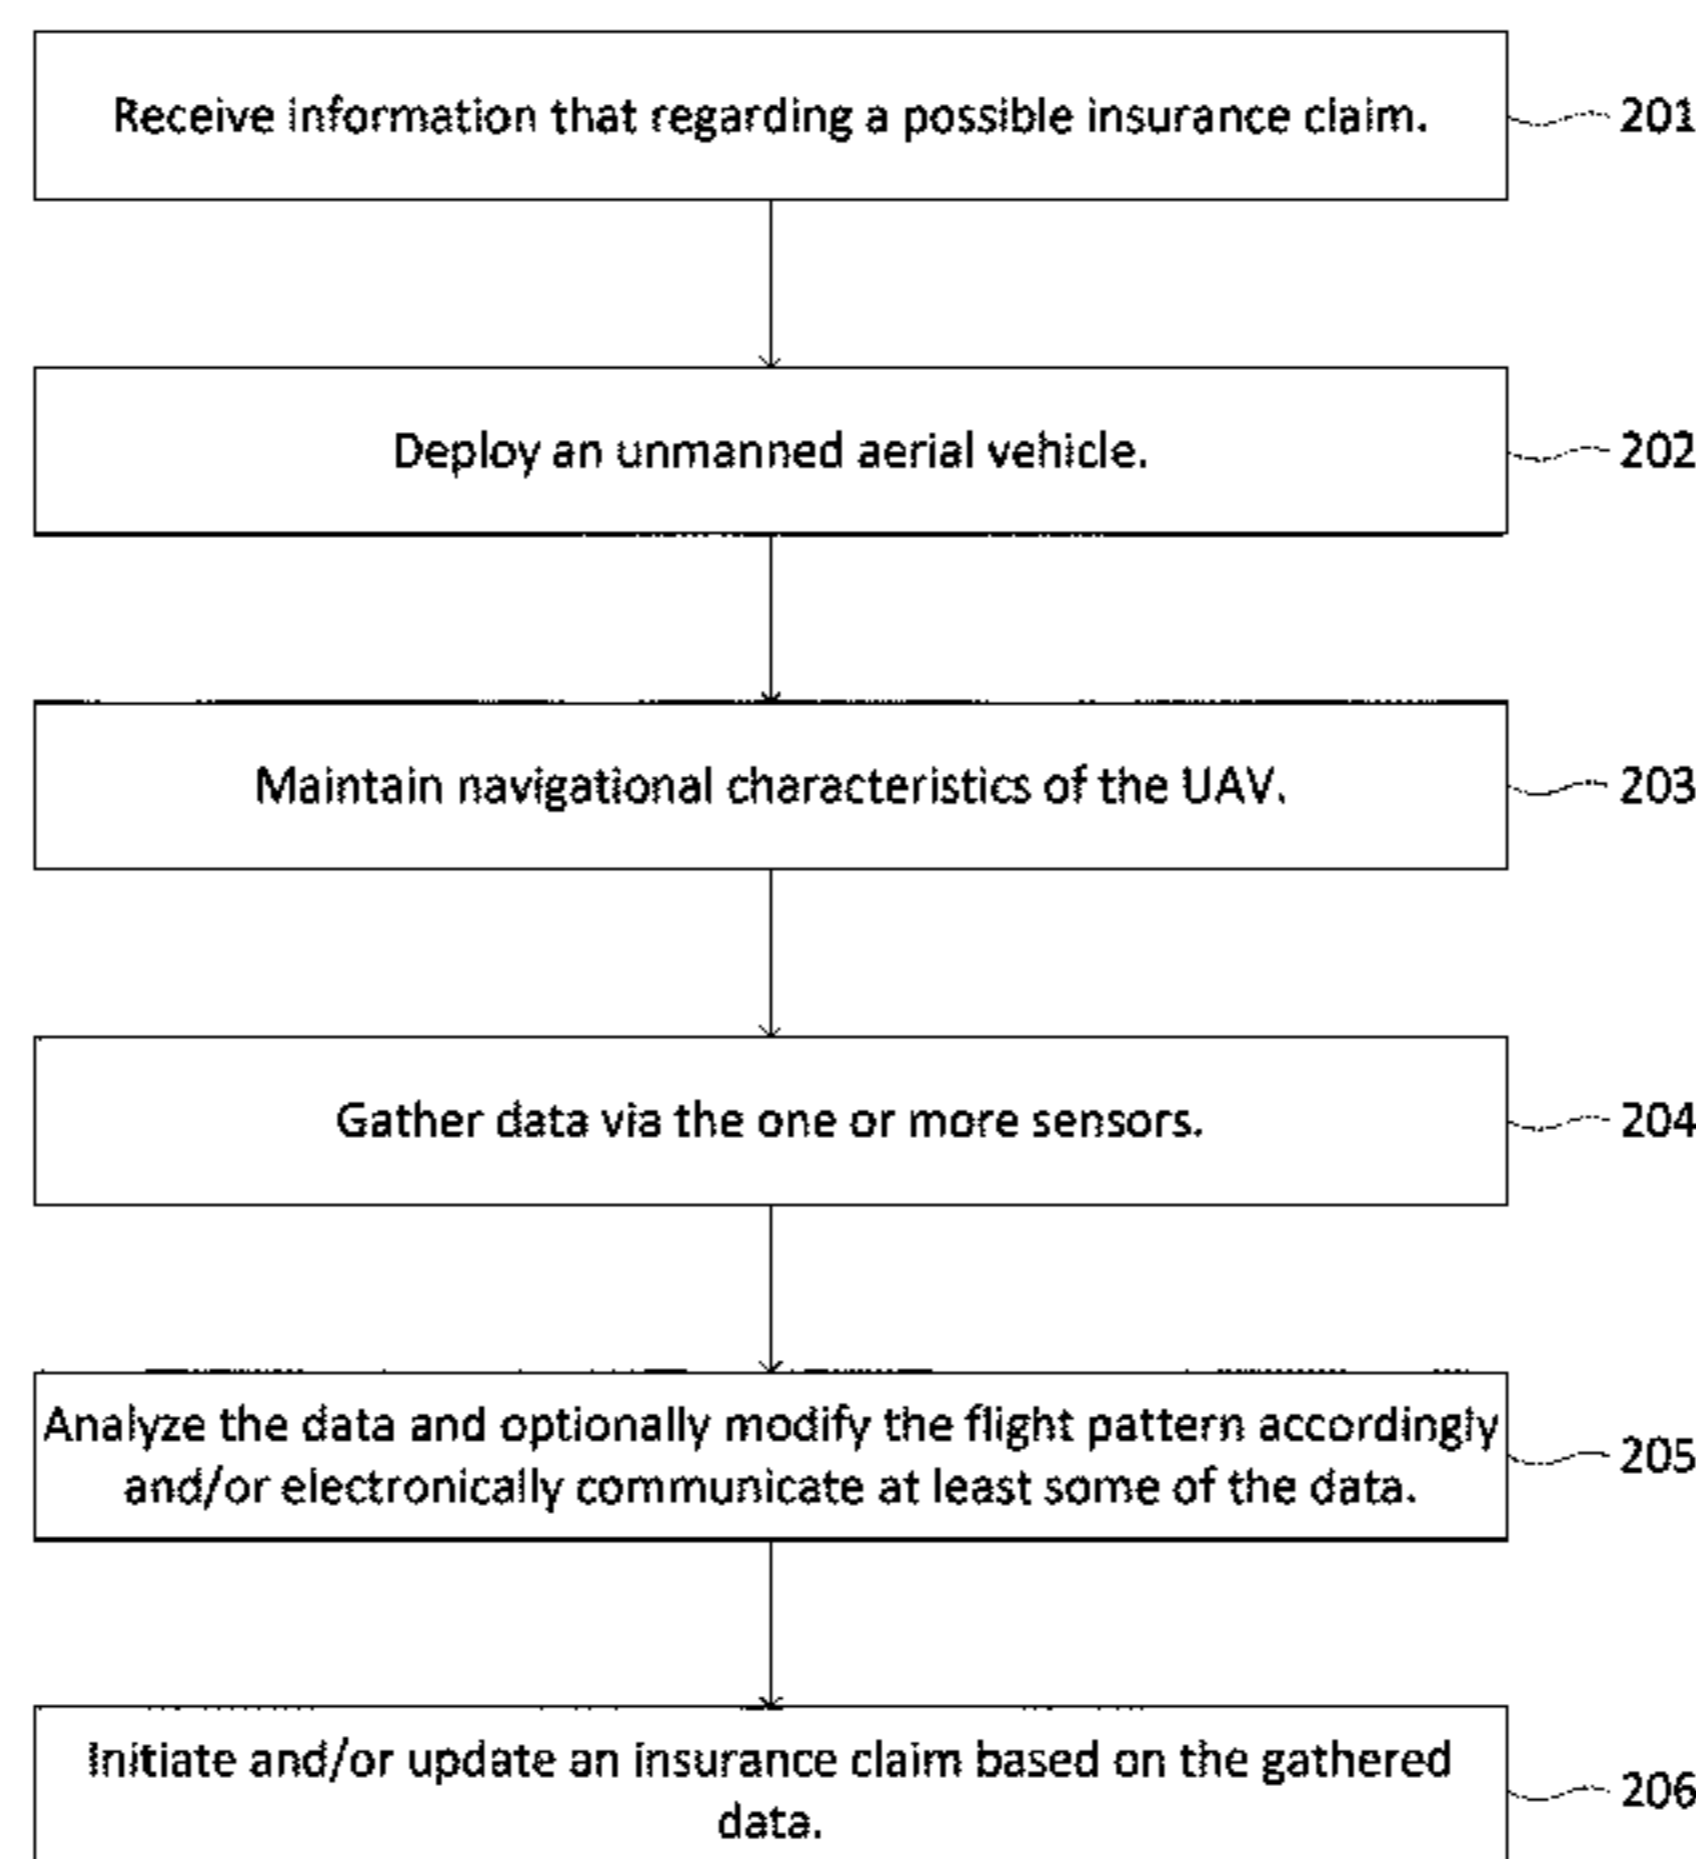 Receive information that regarding a possible insurance claim.
201
Deploy an unmanned aerial vehicle.
202
Maintain navigational characteristics of the UAV.
203
Gather data via the one or more sensors.
204
Analyze the data and optionally modify the flight pattern accordingly
and/or electronically communicate at least some of the data.
205
Initiate and/or update an insurance claim based on the gathered
data.
206